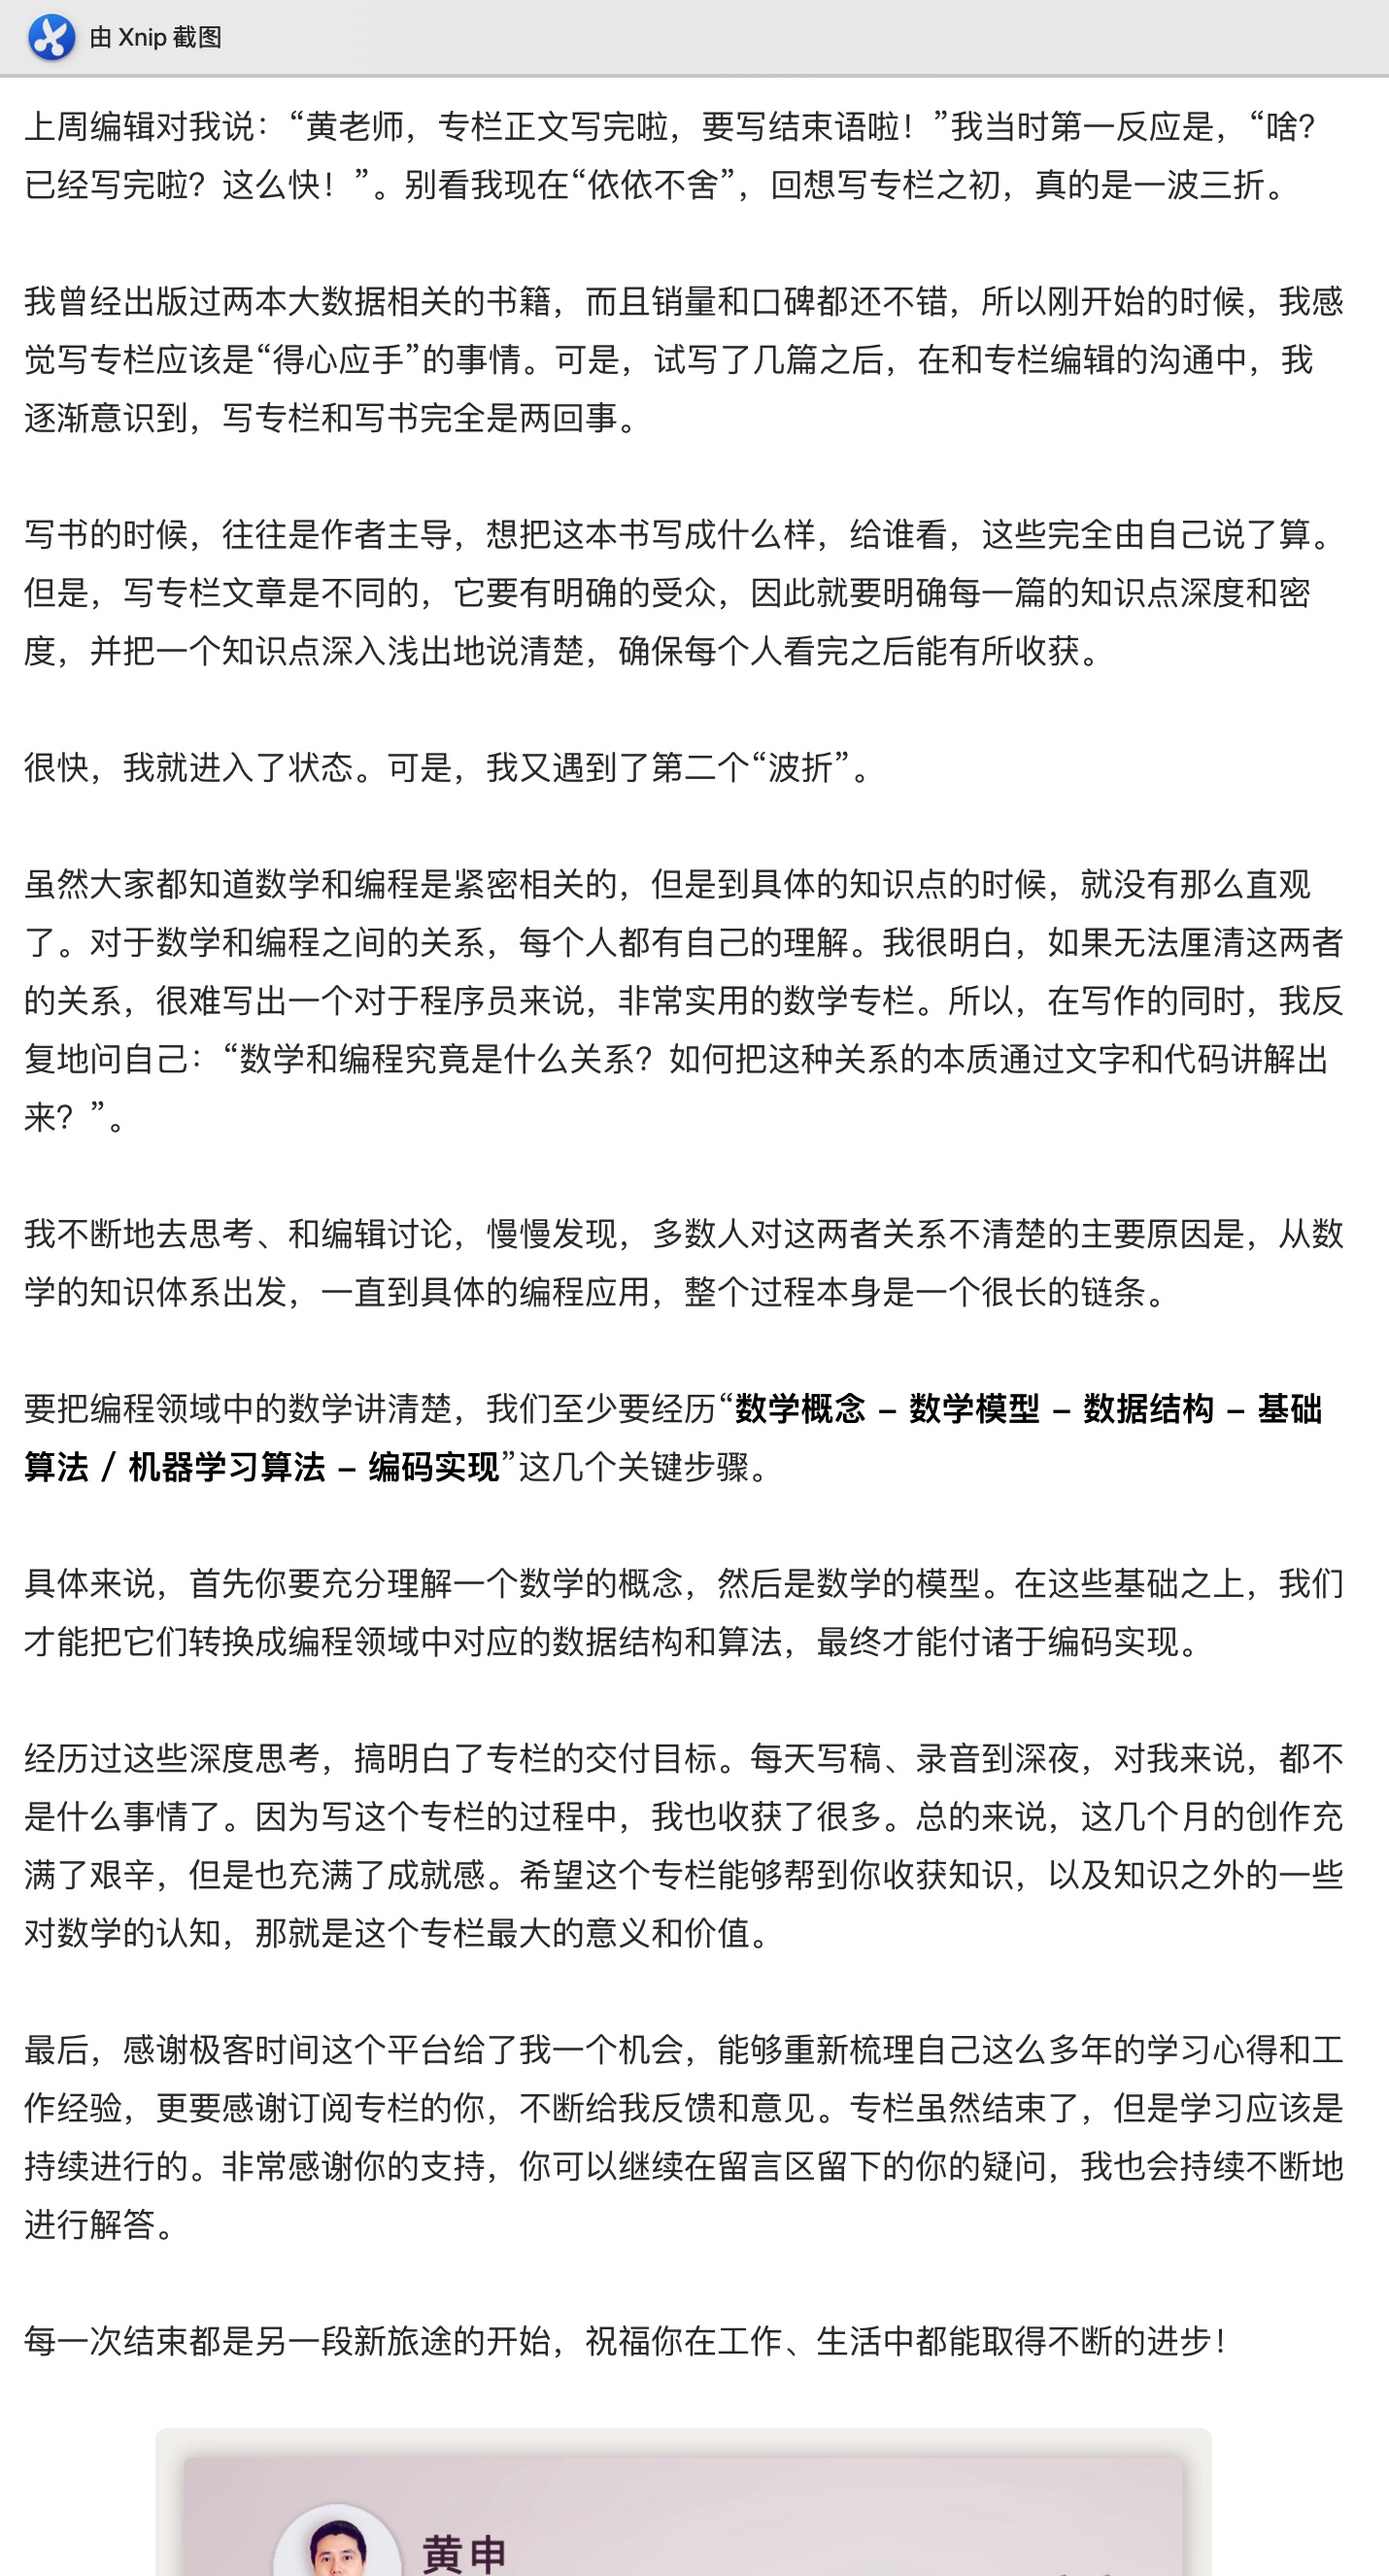 由 Xnip 截图
上周编辑对我说：“黄老师，专栏正文写完啦，要写结束语啦！”我当时第一反应是，“啥？
已经写完啦？这么快！”。别看我现在“依依不舍”，回想写专栏之初，真的是一波三折。
我曾经出版过两本大数据相关的书籍，而且销量和口碑都还不错，所以刚开始的时候，我感
觉写专栏应该是“得心应手”的事情。可是，试写了几篇之后，在和专栏编辑的沟通中，我
逐渐意识到，写专栏和写书完全是两回事。
写书的时候，往往是作者主导，想把这本书写成什么样，给谁看，这些完全由自己说了算。
但是，写专栏文章是不同的，它要有明确的受众，因此就要明确每一篇的知识点深度和密
度，并把一个知识点深入浅出地说清楚，确保每个人看完之后能有所收获。
很快，我就进入了状态。可是，我又遇到了第二个“波折”。
虽然大家都知道数学和编程是紧密相关的，但是到具体的知识点的时候，就没有那么直观
了。对于数学和编程之间的关系，每个人都有自己的理解。我很明白，如果无法厘清这两者
的关系，很难写出一个对于程序员来说，非常实用的数学专栏。所以，在写作的同时，我反
复地问自己：“数学和编程究竟是什么关系？如何把这种关系的本质通过文字和代码讲解出
来？”。
我不断地去思考、和编辑讨论，慢慢发现，多数人对这两者关系不清楚的主要原因是，从数
学的知识体系出发，一直到具体的编程应用，整个过程本身是一个很长的链条。
要把编程领域中的数学讲清楚，我们至少要经历“数学概念 – 数学模型 – 数据结构 – 基础
算法 / 机器学习算法 – 编码实现”这几个关键步骤。
具体来说，首先你要充分理解一个数学的概念，然后是数学的模型。在这些基础之上，我们
才能把它们转换成编程领域中对应的数据结构和算法，最终才能付诸于编码实现。
经历过这些深度思考，搞明白了专栏的交付目标。每天写稿、录音到深夜，对我来说，都不
是什么事情了。因为写这个专栏的过程中，我也收获了很多。总的来说，这几个月的创作充
满了艰辛，但是也充满了成就感。希望这个专栏能够帮到你收获知识，以及知识之外的一些
对数学的认知，那就是这个专栏最大的意义和价值。
最后，感谢极客时间这个平台给了我一个机会，能够重新梳理自己这么多年的学习心得和工
作经验，更要感谢订阅专栏的你，不断给我反馈和意见。专栏虽然结束了，但是学习应该是
持续进行的。非常感谢你的支持，你可以继续在留言区留下的你的疑问，我也会持续不断地
进行解答。
每一次结束都是另一段新旅途的开始，祝福你在工作、生活中都能取得不断的进步！
黄申